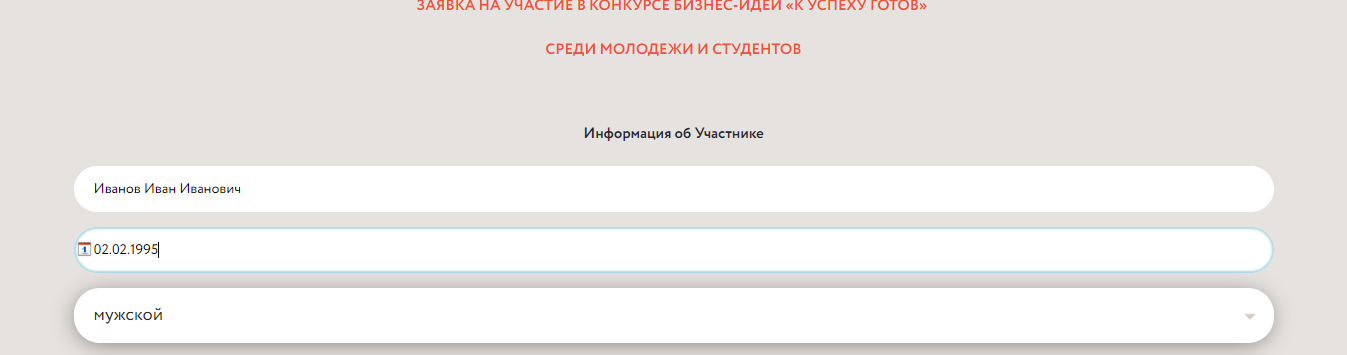 ЗАЯВКА НА УЧАСТИЕ В КОНКУРСЕ БИЗНЕС-ИДЕЙ «К УСПЕХУ ГОТОВ»
СРЕДИ МОЛОДЕЖИ И СТУДЕНТОВ
Информация об Участнике
Иванов Иван Иванович
02.02.1995
мужской